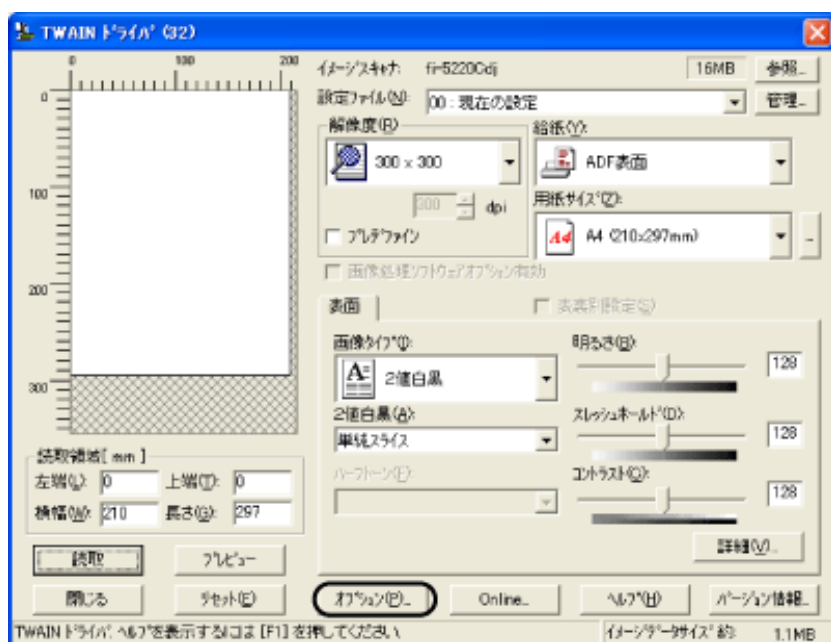 TWAIN ﾄﾞﾗｲﾊﾞ (32)
0 100 200
0
100
200
300
ｲﾒｰｼﾞｽｷｬﾅ: fi-5220Cdj 16MB 参照...
設定ﾌｧｲﾙ(N): 00 : 現在の設定 管理...
解像度(R)
300 x 300
300 dpi
ﾌﾟﾚﾃﾞﾌｧｲﾝ
給紙(Y):
ADF表面
用紙ｻｲｽﾞ(Z):
A4 A4 (210x297mm) ...
画像処理ｿﾌﾄｳｪｱｵﾌﾟｼｮﾝ有効
表面
表裏別設定(S)
画像ﾀｲﾌﾟ(I):
2値白黒
2値白黒(A):
単純ｽﾗｲｽ
ﾊｰﾌﾄｰﾝ(F):
明るさ(B):
128
ｽﾚｯｼｭﾎｰﾙﾄﾞ(D):
128
ｺﾝﾄﾗｽﾄ(C):
128
詳細(V)...
読取領域[ mm ]
左端(L): 0 上端(T): 0
横幅(W): 210 長さ(G): 297
読取 ﾌﾟﾚﾋﾞｭｰ
閉じる ﾘｾｯﾄ(E) ｵﾌﾟｼｮﾝ(P)... Online... ﾍﾙﾌﾟ(H) ﾊﾞｰｼﾞｮﾝ情報...
TWAIN ﾄﾞﾗｲﾊﾞ: ﾍﾙﾌﾟを表示するには [F1] を押してください ｲﾒｰｼﾞﾃﾞｰﾀｻｲｽﾞ 約: 1.1MB